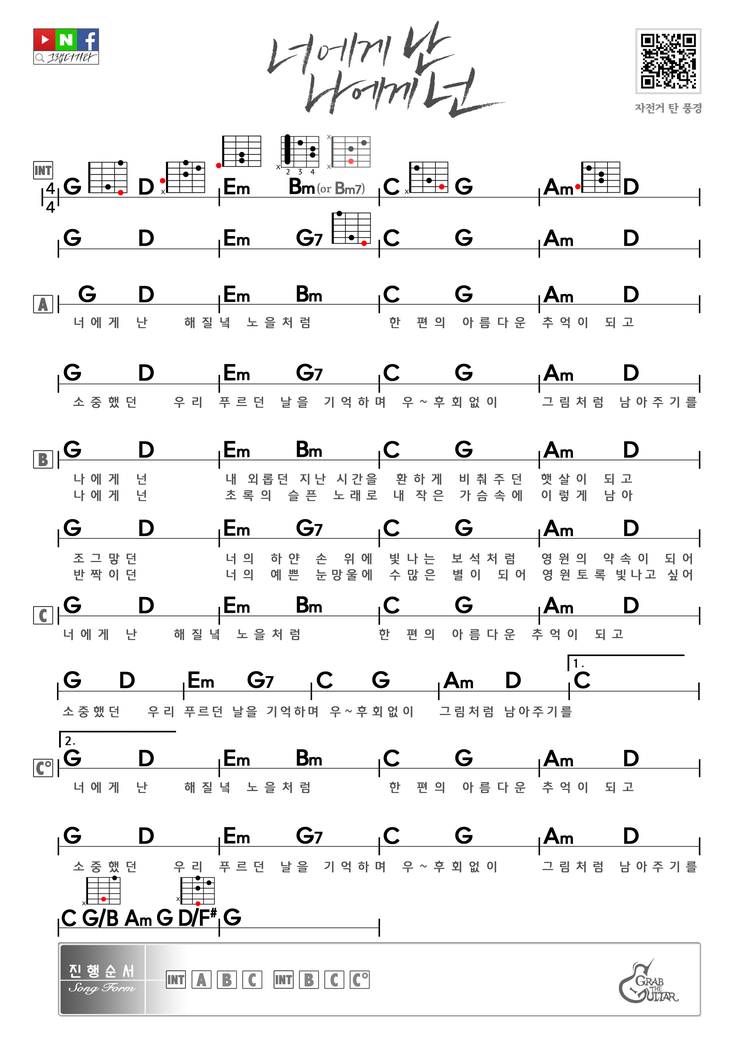 너에게 난
나에게 넌
그랩더기타
자전거 탄 풍경
INT
4
4
G D Em Bm(or Bm7) C G Am D
x x 2 3 4 x x
G D Em G7 C G Am D
A
G D Em Bm C G Am D
너에게 난 해질녘 노을처럼 한 편의 아름다운 추억이 되고
G D Em G7 C G Am D
소중했던 우리 푸르던 날을 기억하며 우~후회없이 그림처럼 남아주기를
B
G D Em Bm C G Am D
나에게 넌 내 외롭던 지난 시간을 환하게 비춰주던 햇살이 되고
나에게 넌 초록의 슬픈 노래로 내 작은 가슴속에 이렇게 남아
G D Em G7 C G Am D
조그맣던 너의 하얀 손 위에 빛나는 보석처럼 영원의 약속이 되어
반짝이던 너의 예쁜 눈망울에 수많은 별이 되어 영원토록 빛나고 싶어
C
G D Em Bm C G Am D
너에게 난 해질녘 노을처럼 한 편의 아름다운 추억이 되고
1.
G D Em G7 C G Am D C
소중했던 우리 푸르던 날을 기억하며 우~후회없이 그림처럼 남아주기를
2.
C°
G D Em Bm C G Am D
너에게 난 해질녘 노을처럼 한 편의 아름다운 추억이 되고
G D Em G7 C G Am D
소중했던 우리 푸르던 날을 기억하며 우~후회없이 그림처럼 남아주기를
x x
C G/B Am G D/F# G
진행순서
Song Form
INT A B C INT B C C°
GRAB
THE
GUITAR